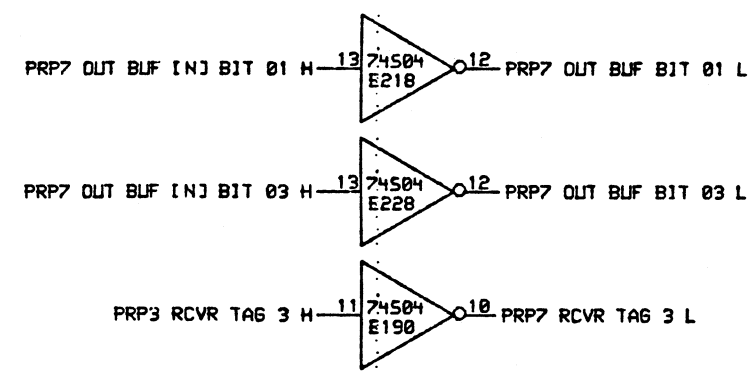 PRP7 OUT BUF [N] BIT 01 H 13 74S04 12 PRP7 OUT BUF BIT 01 L
E218
PRP7 OUT BUF [N] BIT 03 H 13 74S04 12 PRP7 OUT BUF BIT 03 L
E228
PRP3 RCVR TAG 3 H 11 74S04 10 PRP7 RCVR TAG 3 L
E190